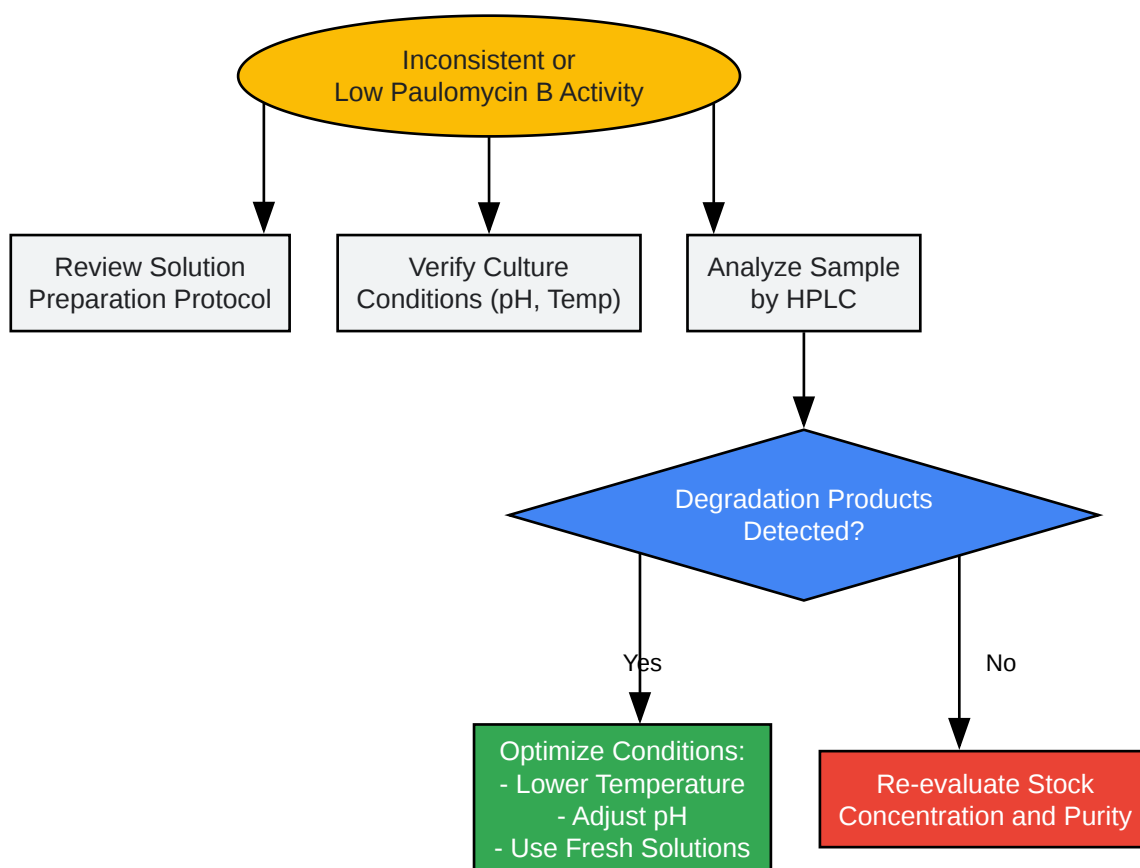 Inconsistent or
Low Paulomycin B Activity
Review Solution
Preparation Protocol
Verify Culture
Conditions (pH, Temp)
Analyze Sample
by HPLC
Degradation Products
Detected?
Yes
No
Optimize Conditions:
- Lower Temperature
- Adjust pH
- Use Fresh Solutions
Re-evaluate Stock
Concentration and Purity